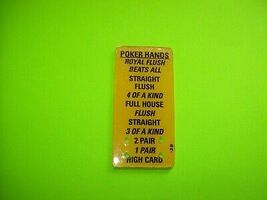 POKER HANDS
ROYAL FLUSH
BEATS ALL
STRAIGHT
FLUSH
4 OF A KIND
FULL HOUSE
FLUSH
STRAIGHT
3 OF A KIND
2 PAIR
1 PAIR
HIGH CARD